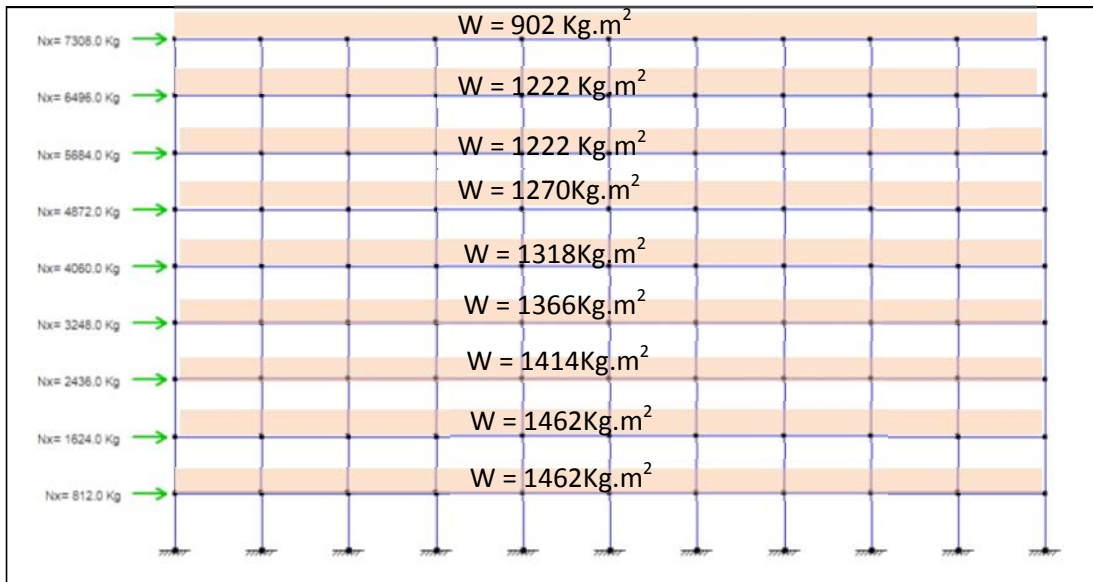 W = 902 Kg.m²
Nx= 7308.0 Kg
W = 1222 Kg.m²
Nx= 6496.0 Kg
W = 1222 Kg.m²
Nx= 5684.0 Kg
W = 1270Kg.m²
Nx= 4872.0 Kg
W = 1318Kg.m²
Nx= 4060.0 Kg
W = 1366Kg.m²
Nx= 3248.0 Kg
W = 1414Kg.m²
Nx= 2436.0 Kg
W = 1462Kg.m²
Nx= 1624.0 Kg
W = 1462Kg.m²
Nx= 812.0 Kg